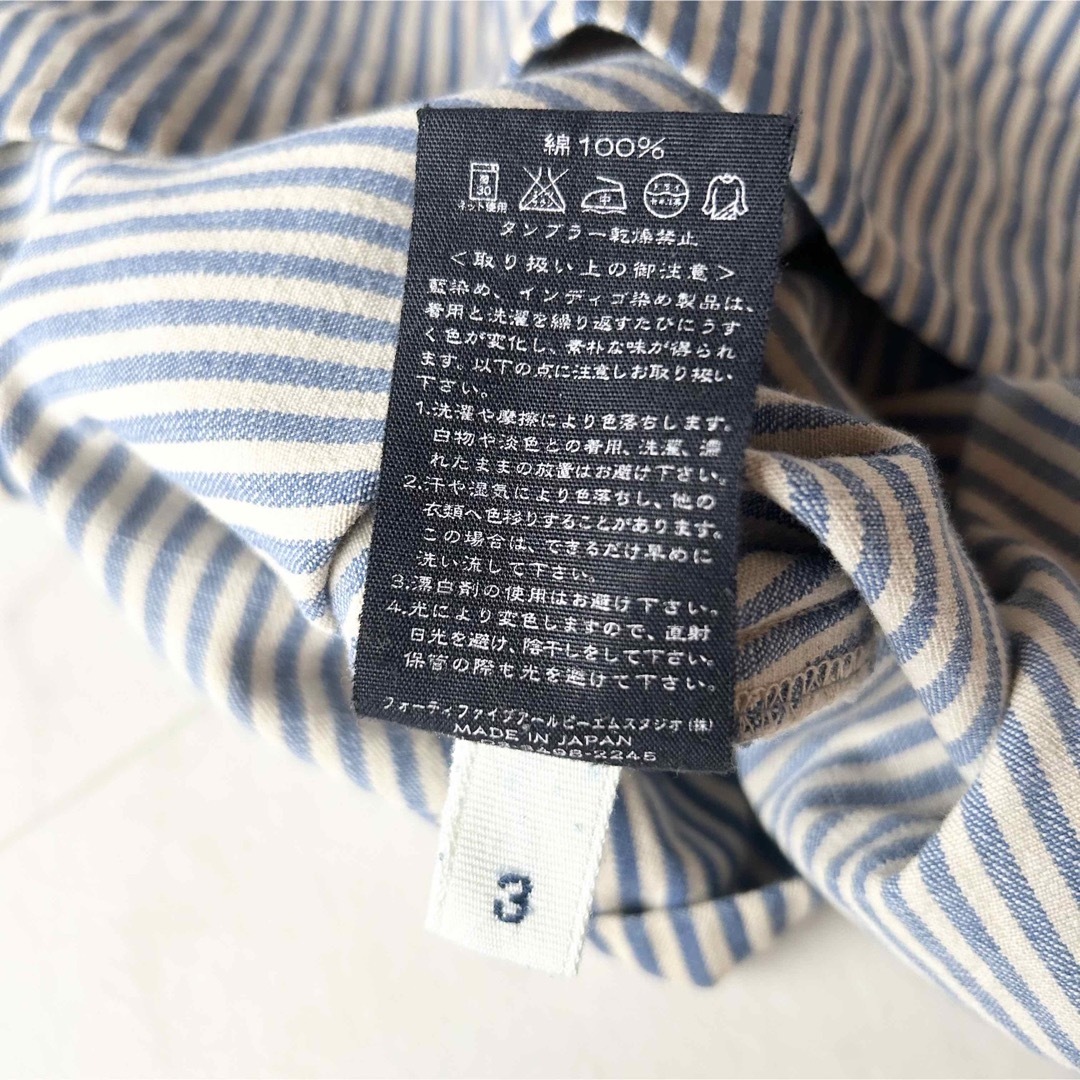 綿100%
30
ネット使用
中
タンブラー乾燥禁止
<取り扱い上の御注意>
藍染め、インディゴ染め製品は、
着用と洗濯を繰り返すたびにうす
く色が変化し、素朴な味が得られ
ます。以下の点に注意しお取り扱い
下さい。
1.洗濯や摩擦により色落ちします。
白物や淡色との着用、洗濯、濡
れたままの放置はお避け下さい。
2.汗や湿気により色落ちし、他の
衣類へ色移りすることがあります。
この場合は、できるだけ早めに
洗い流して下さい。
3.漂白剤の使用はお避け下さい。
4.光により変色しますので、直射
日光を避け、陰干しをして下さい。
保管の際も光を避けて下さい。
フォーティファイブアールピーエムスタジオ(株)
MADE IN JAPAN
3